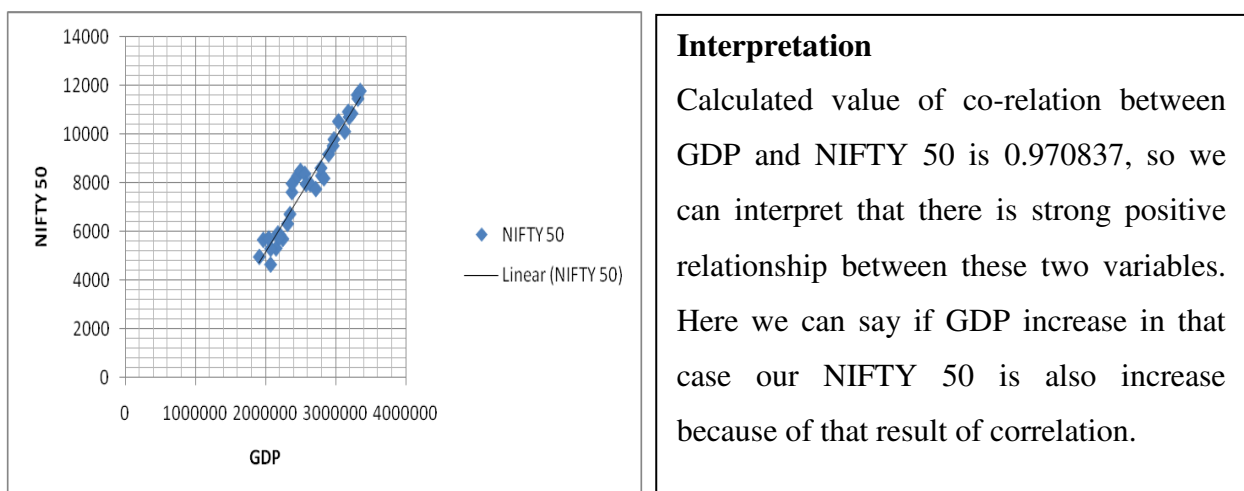 14000
12000
10000
8000
6000
4000
2000
0
NIFTY 50
0 1000000 2000000 3000000 4000000
GDP
NIFTY 50
Linear (NIFTY 50)
Interpretation
Calculated value of co-relation between
GDP and NIFTY 50 is 0.970837, so we
can interpret that there is strong positive
relationship between these two variables.
Here we can say if GDP increase in that
case our NIFTY 50 is also increase
because of that result of correlation.